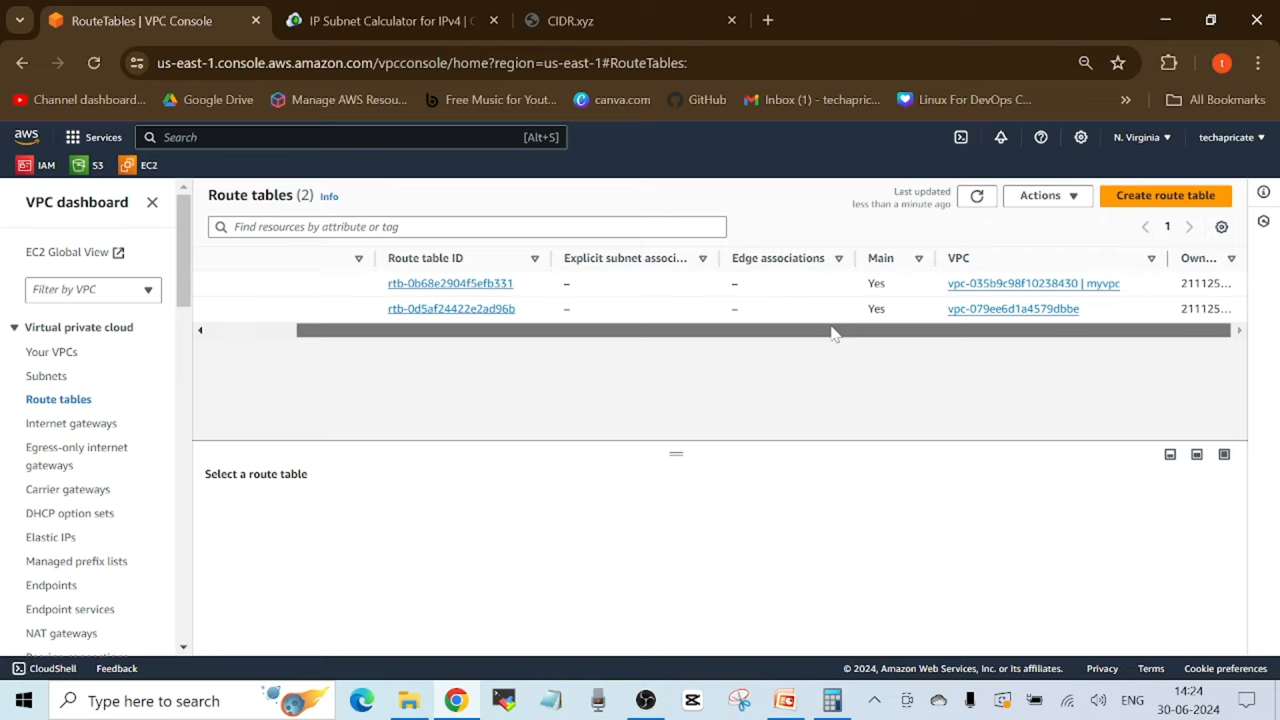 RouteTables | VPC Console
IP Subnet Calculator for IPv4 | C
CIDR.xyz
us-east-1.console.aws.amazon.com/vpcconsole/home?region=us-east-1#RouteTables:
t
Channel dashboard...
Google Drive
Manage AWS Resou...
Free Music for Yout...
canva.com
GitHub
Inbox (1) - techapric...
Linux For DevOps C...
All Bookmarks
aws
Services
Search
[Alt+S]
N. Virginia
techapricate
IAM
S3
EC2
VPC dashboard
EC2 Global View
Filter by VPC
Virtual private cloud
Your VPCs
Subnets
Route tables
Internet gateways
Egress-only internet
gateways
Carrier gateways
DHCP option sets
Elastic IPs
Managed prefix lists
Endpoints
Endpoint services
NAT gateways
Route tables (2) Info
Last updated
less than a minute ago
Actions
Create route table
Find resources by attribute or tag
1
Route table ID Explicit subnet associ... Edge associations Main VPC Own...
rtb-0b68e2904f5efb331 – – Yes vpc-035b9c98f10238430 | myvpc 211125...
rtb-0d5af24422e2ad96b – – Yes vpc-079ee6d1a4579dbbe 211125...
Select a route table
CloudShell
Feedback
© 2024, Amazon Web Services, Inc. or its affiliates.
Privacy
Terms
Cookie preferences
Type here to search
ENG
14:24
30-06-2024